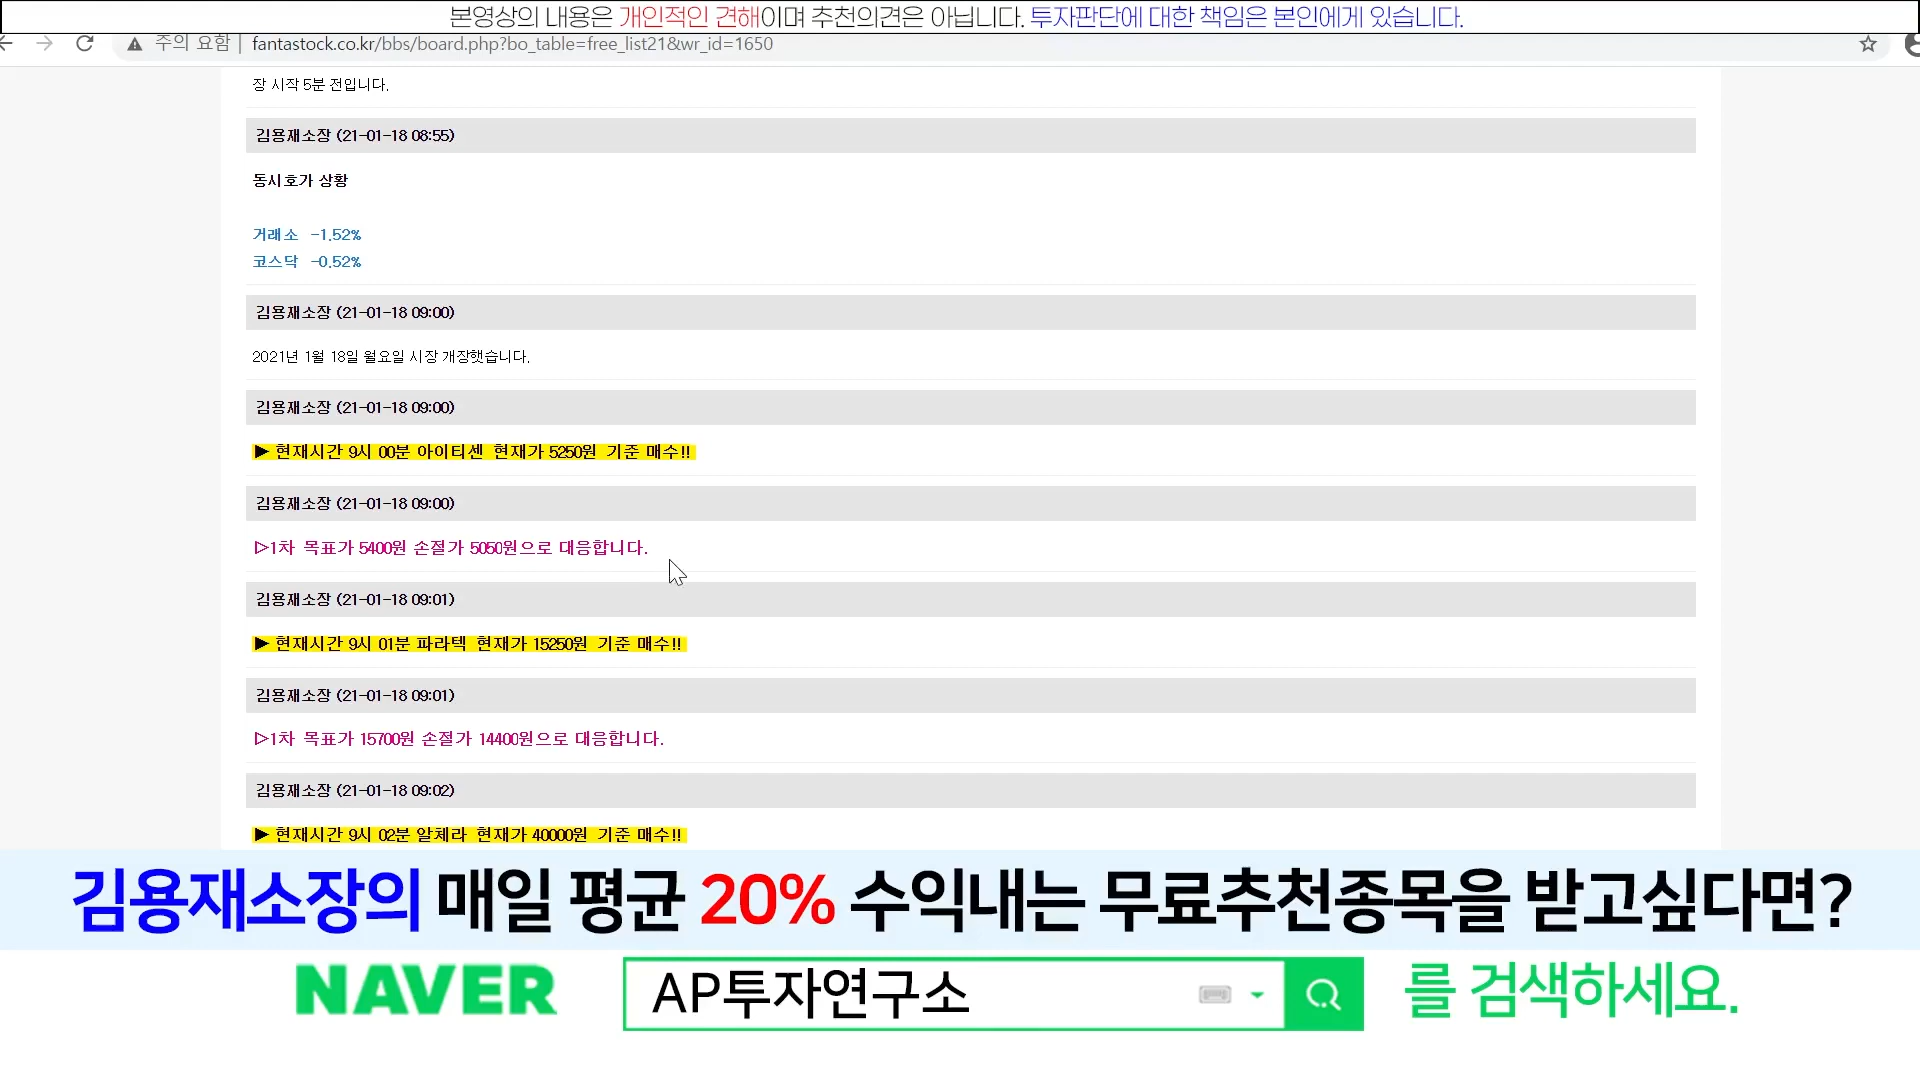 본영상의 내용은 개인적인 견해이며 추천의견은 아닙니다. 투자판단에 대한 책임은 본인에게 있습니다.
주의 요함 | fantastock.co.kr/bbs/board.php?bo_table=free_list21&wr_id=1650
장 시작 5분 전입니다.
김용재소장 (21-01-18 08:55)
동시호가 상황
거래소 -1.52%
코스닥 -0.52%
김용재소장 (21-01-18 09:00)
2021년 1월 18일 월요일 시장 개장했습니다.
김용재소장 (21-01-18 09:00)
▶ 현재시간 9시 00분 아이티센 현재가 5250원 기준 매수!!
김용재소장 (21-01-18 09:00)
▷1차 목표가 5400원 손절가 5050원으로 대응합니다.
김용재소장 (21-01-18 09:01)
▶ 현재시간 9시 01분 파라텍 현재가 15250원 기준 매수!!
김용재소장 (21-01-18 09:01)
▷1차 목표가 15700원 손절가 14400원으로 대응합니다.
김용재소장 (21-01-18 09:02)
▶ 현재시간 9시 02분 알체라 현재가 40000원 기준 매수!!
김용재소장의 매일 평균 20% 수익내는 무료추천종목을 받고싶다면?
NAVER AP투자연구소 를 검색하세요.